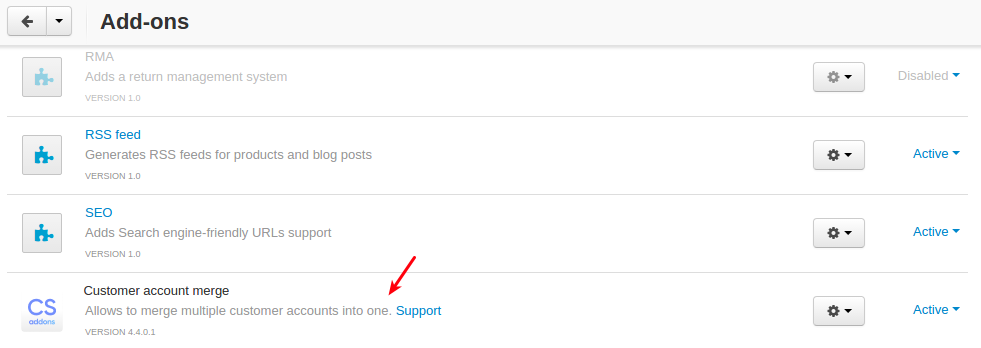 Add-ons
RMA
Adds a return management system
VERSION 1.0
Disabled
RSS feed
Generates RSS feeds for products and blog posts
VERSION 1.0
Active
SEO
Adds Search engine-friendly URLs support
VERSION 1.0
Active
CS
addons
Customer account merge
Allows to merge multiple customer accounts into one. Support
VERSION 4.4.0.1
Active